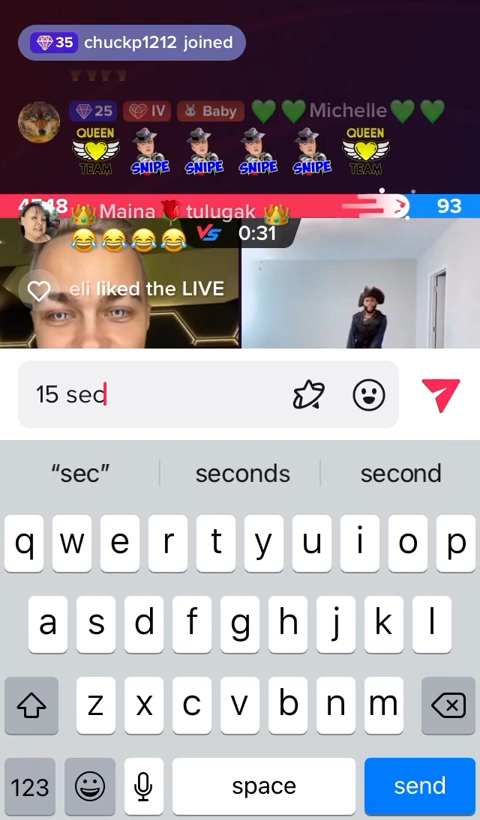 35 chuckp1212 joined
25 IV Baby 💚 💚 Michelle 💚 💚
QUEEN TEAM SNIPE SNIPE SNIPE SNIPE QUEEN TEAM
93
👑 Maina 🌹 tulugak 👑
😂😂😂😂 VS 0:31
eli liked the LIVE
15 sec
“sec” seconds second
q w e r t y u i o p
a s d f g h j k l
z x c v b n m
123 space send